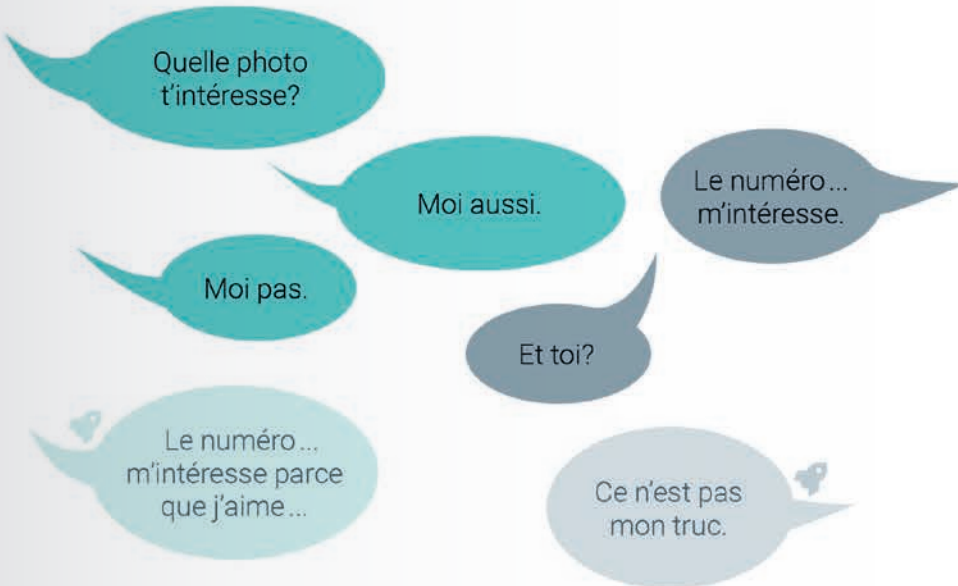 Quelle photo
t'intéresse?
Moi aussi.
Le numéro...
m'intéresse.
Moi pas.
Et toi?
Le numéro...
m'intéresse parce
que j'aime...
Ce n'est pas
mon truc.